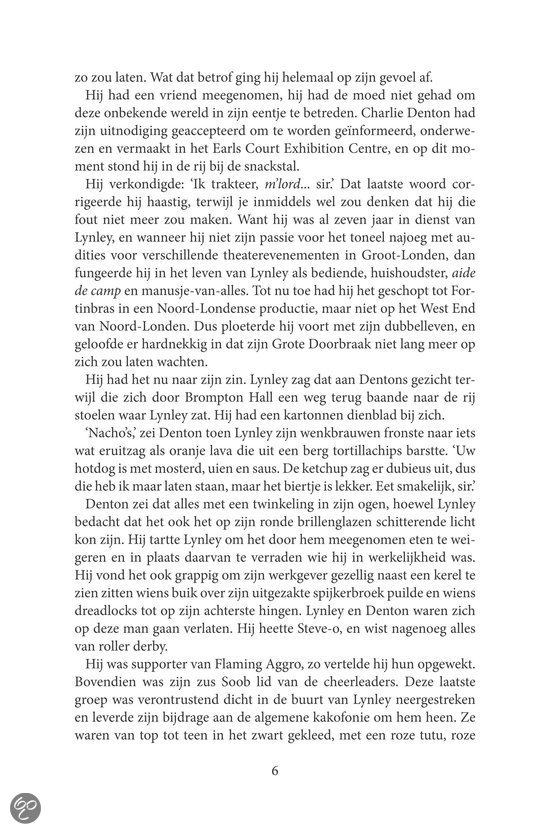 zo zou laten. Wat dat betrof ging hij helemaal op zijn gevoel af.
Hij had een vriend meegenomen, hij had de moed niet gehad om
deze onbekende wereld in zijn eentje te betreden. Charlie Denton had
zijn uitnodiging geaccepteerd om te worden geïnformeerd, onderwe-
zen en vermaakt in het Earls Court Exhibition Centre, en op dit mo-
ment stond hij in de rij bij de snackstal.
Hij verkondigde: ‘Ik trakteer, m’lord... sir.’ Dat laatste woord cor-
rigeerde hij haastig, terwijl je inmiddels wel zou denken dat hij die
fout niet meer zou maken. Want hij was al zeven jaar in dienst van
Lynley, en wanneer hij niet zijn passie voor het toneel najoeg met au-
dities voor verschillende theaterevenementen in Groot-Londen, dan
fungeerde hij in het leven van Lynley als bediende, huishoudster, aide
de camp en manusje-van-alles. Tot nu toe had hij het geschopt tot For-
tinbras in een Noord-Londense productie, maar niet op het West End
van Noord-Londen. Dus ploeterde hij voort met zijn dubbelleven, en
geloofde er hardnekkig in dat zijn Grote Doorbraak niet lang meer op
zich zou laten wachten.
Hij had het nu naar zijn zin. Lynley zag dat aan Dentons gezicht ter-
wijl die zich door Brompton Hall een weg terug baande naar de rij
stoelen waar Lynley zat. Hij had een kartonnen dienblad bij zich.
‘Nacho’s,’ zei Denton toen Lynley zijn wenkbrauwen fronste naar iets
wat eruitzag als oranje lava die uit een berg tortillachips barstte. ‘Uw
hotdog is met mosterd, uien en saus. De ketchup zag er dubieus uit, dus
die heb ik maar laten staan, maar het biertje is lekker. Eet smakelijk, sir.’
Denton zei dat alles met een twinkeling in zijn ogen, hoewel Lynley
bedacht dat het ook het op zijn ronde brillenglazen schitterende licht
kon zijn. Hij tartte Lynley om het door hem meegenomen eten te wei-
geren en in plaats daarvan te verraden wie hij in werkelijkheid was.
Hij vond het ook grappig om zijn werkgever gezellig naast een kerel te
zien zitten wiens buik over zijn uitgezakte spijkerbroek puilde en wiens
dreadlocks tot op zijn achterste hingen. Lynley en Denton waren zich
op deze man gaan verlaten. Hij heette Steve-o, en wist nagenoeg alles
van roller derby.
Hij was supporter van Flaming Aggro, zo vertelde hij hun opgewekt.
Bovendien was zijn zus Soob lid van de cheerleaders. Deze laatste
groep was verontrustend dicht in de buurt van Lynley neergestreken
en leverde zijn bijdrage aan de algemene kakofonie om hem heen. Ze
waren van top tot teen in het zwart gekleed, met een roze tutu, roze
6